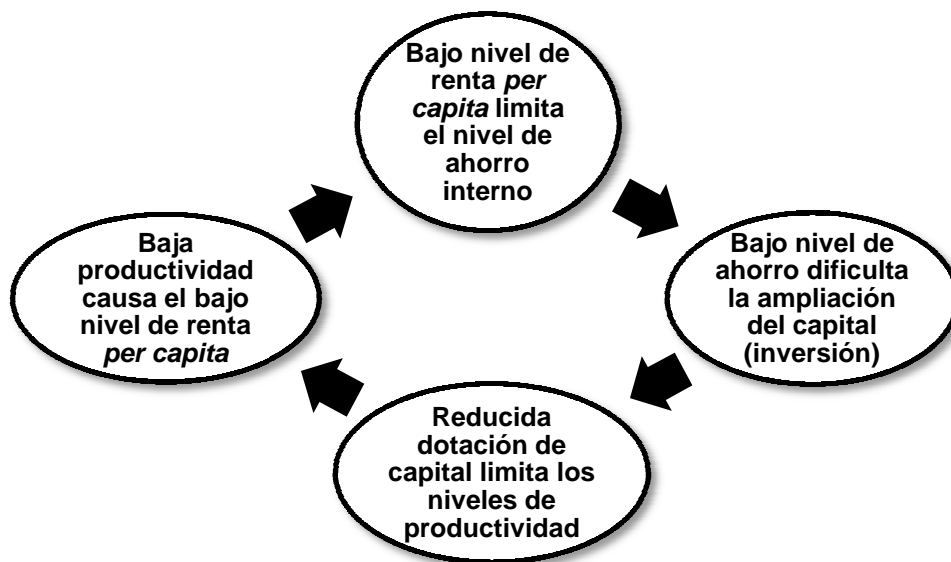 Bajo nivel de
renta per
capita limita
el nivel de
ahorro
interno
Bajo nivel de
ahorro dificulta
la ampliación
del capital
(inversión)
Reducida
dotación de
capital limita los
niveles de
productividad
Baja
productividad
causa el bajo
nivel de renta
per capita